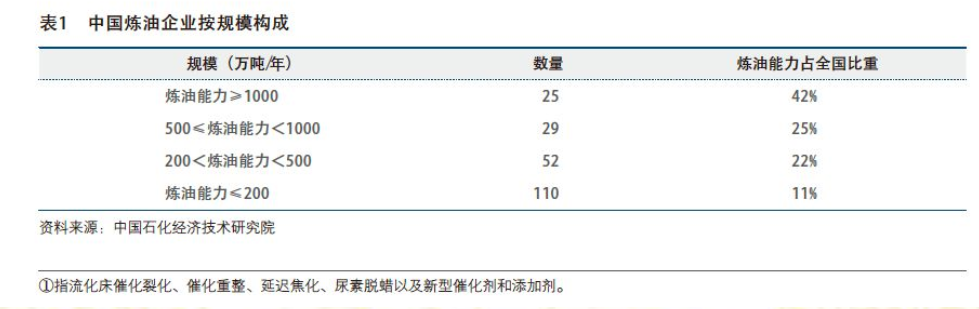 表1 中国炼油企业按规模构成
规模（万吨/年） 数量 炼油能力占全国比重
炼油能力≥1000 25 42%
500≤炼油能力＜1000 29 25%
200＜炼油能力＜500 52 22%
炼油能力≤200 110 11%
资料来源：中国石化经济技术研究院
①指流化床催化裂化、催化重整、延迟焦化、尿素脱蜡以及新型催化剂和添加剂。